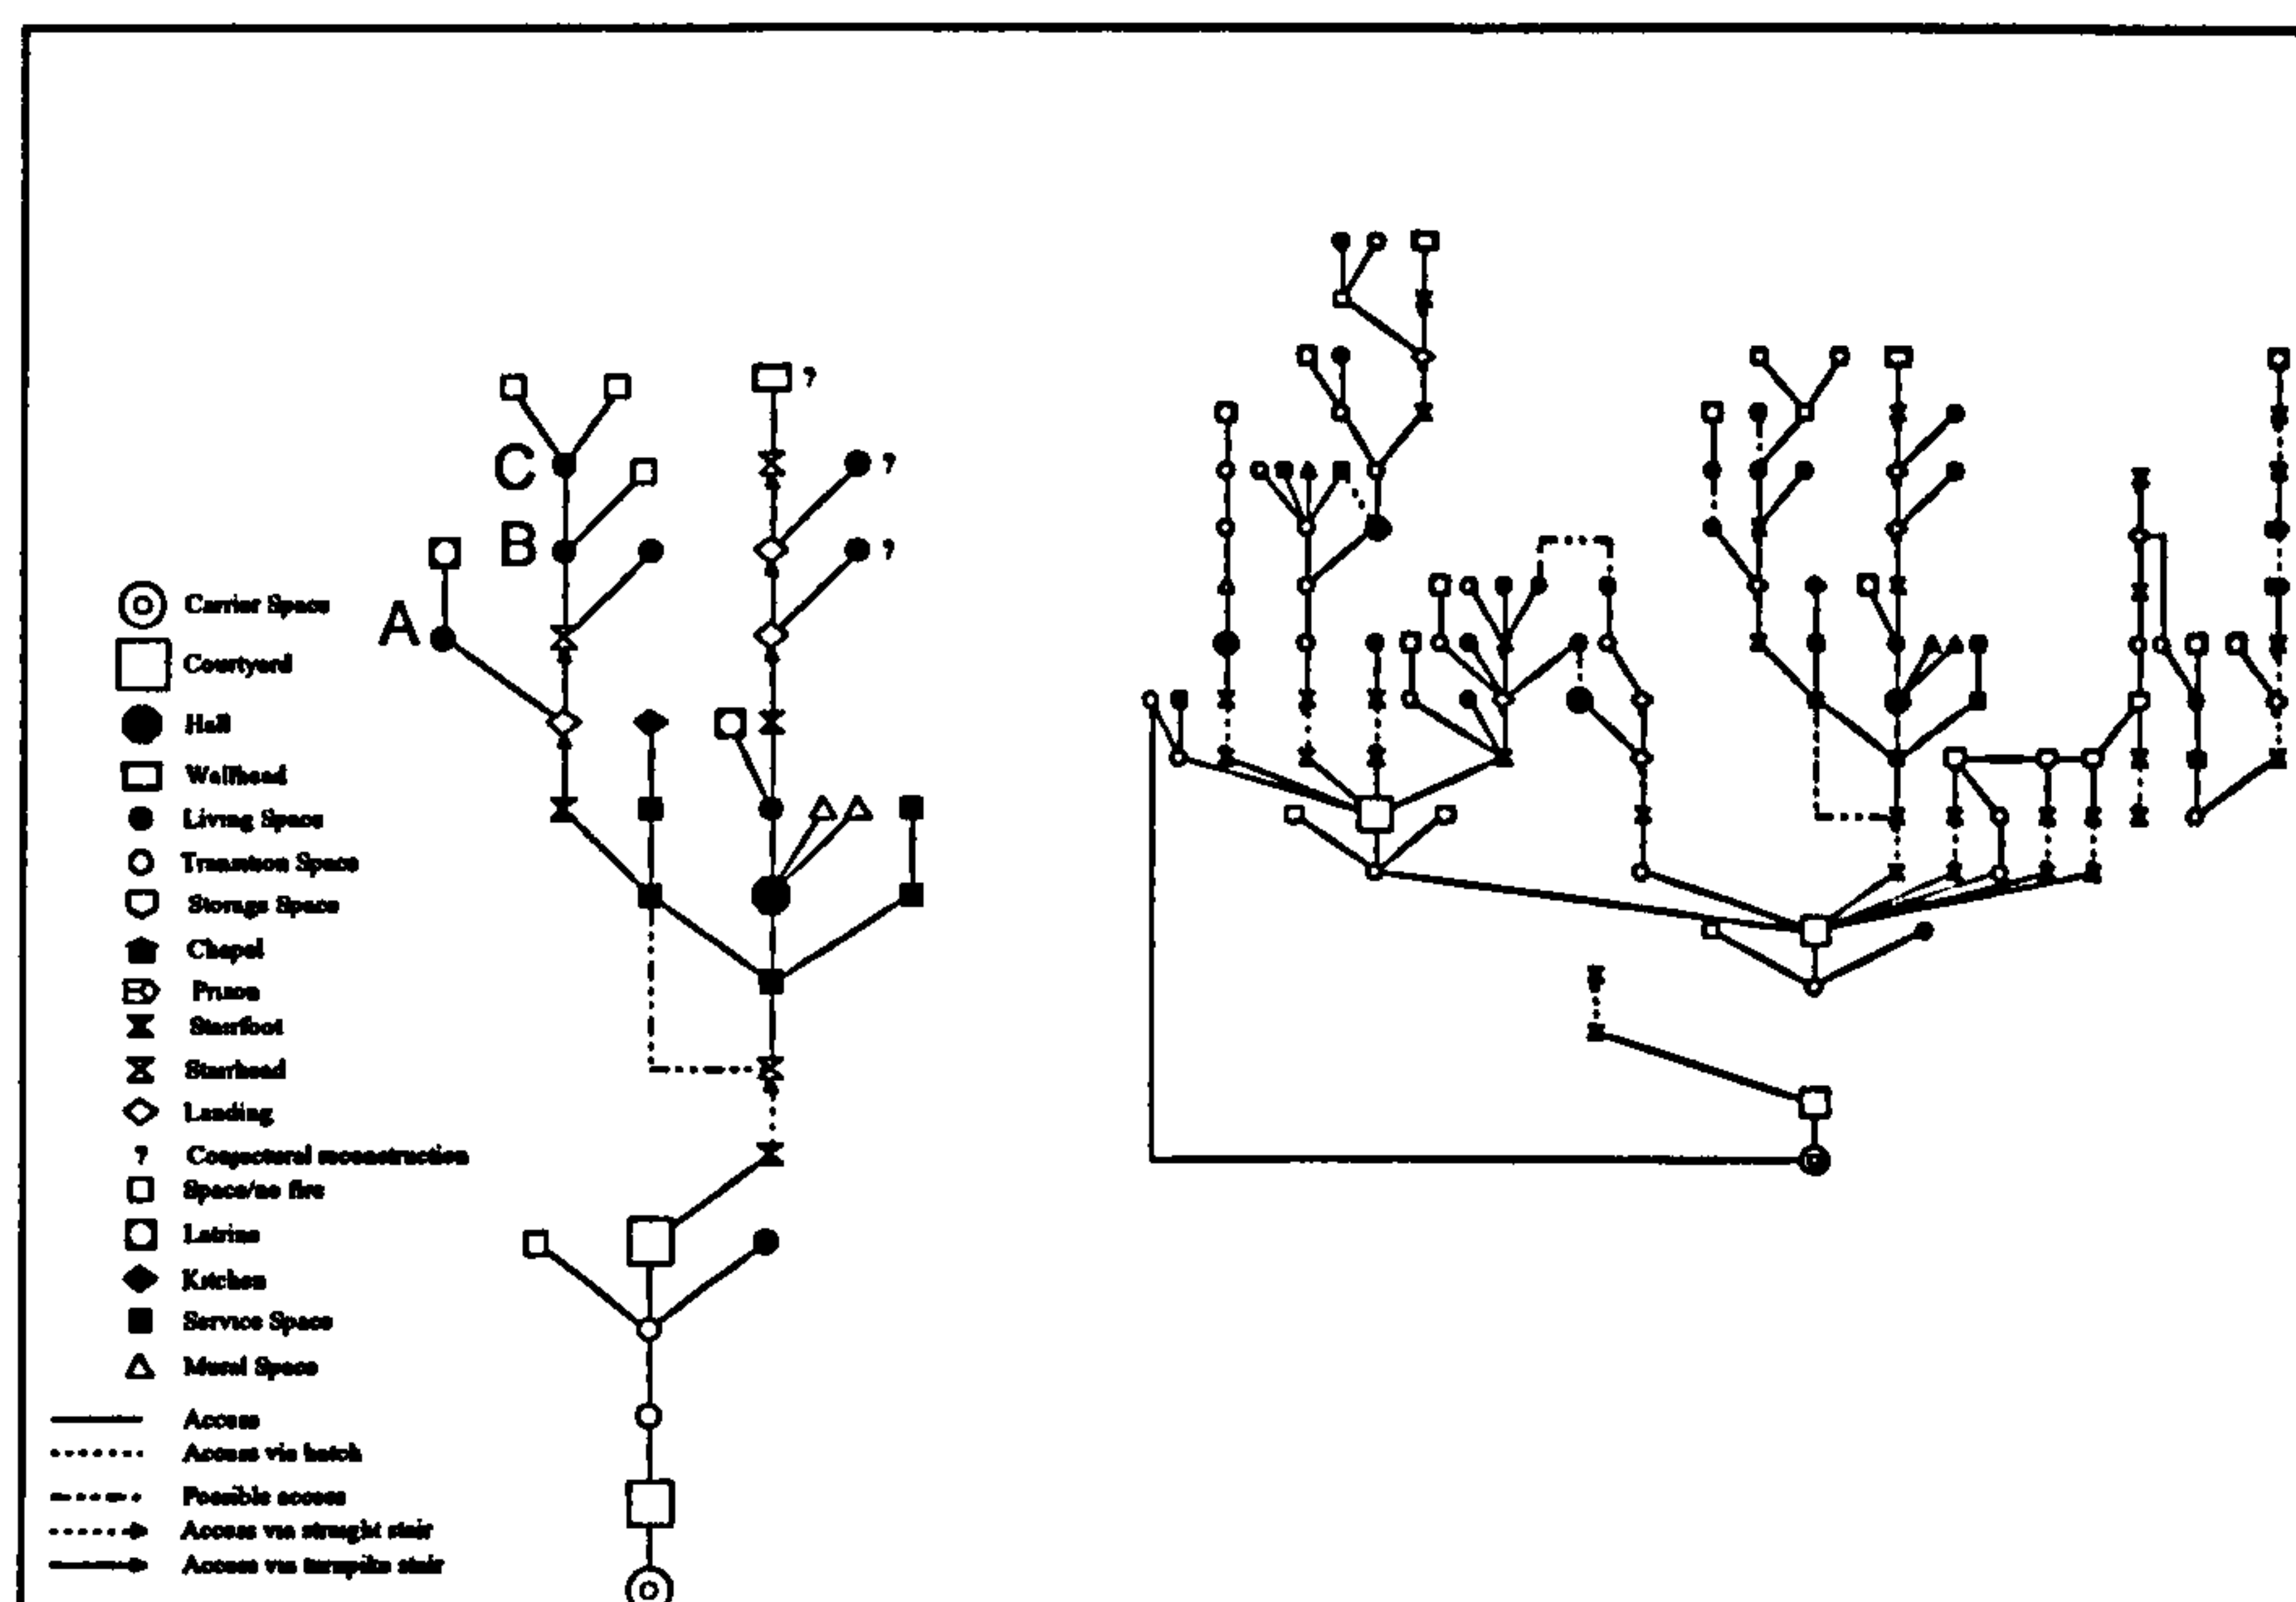 C
B
A
?
?
?
Carrier Space
Courtyard
Hall
Wellhead
Living Space
Transition Space
Storage Space
Chapel
Prison
Stairfoot
Stairhead
Landing
? Conjectural reconstruction
Space/no fire
Latrine
Kitchen
Service Space
Mural Space
Access
Access via hatch
Possible access
Access via straight stair
Access via turnpike stair